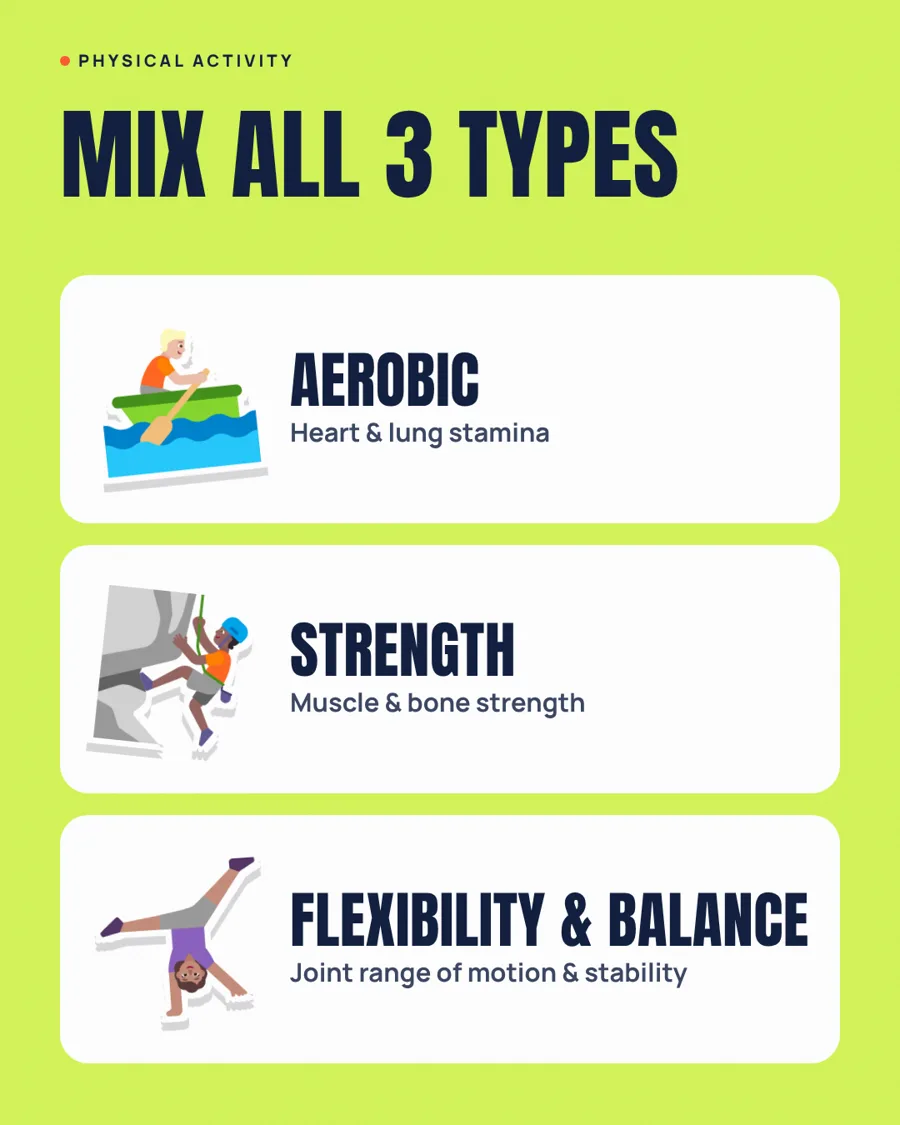 PHYSICAL ACTIVITY
MIX ALL 3 TYPES
AEROBIC
Heart & lung stamina
STRENGTH
Muscle & bone strength
FLEXIBILITY & BALANCE
Joint range of motion & stability